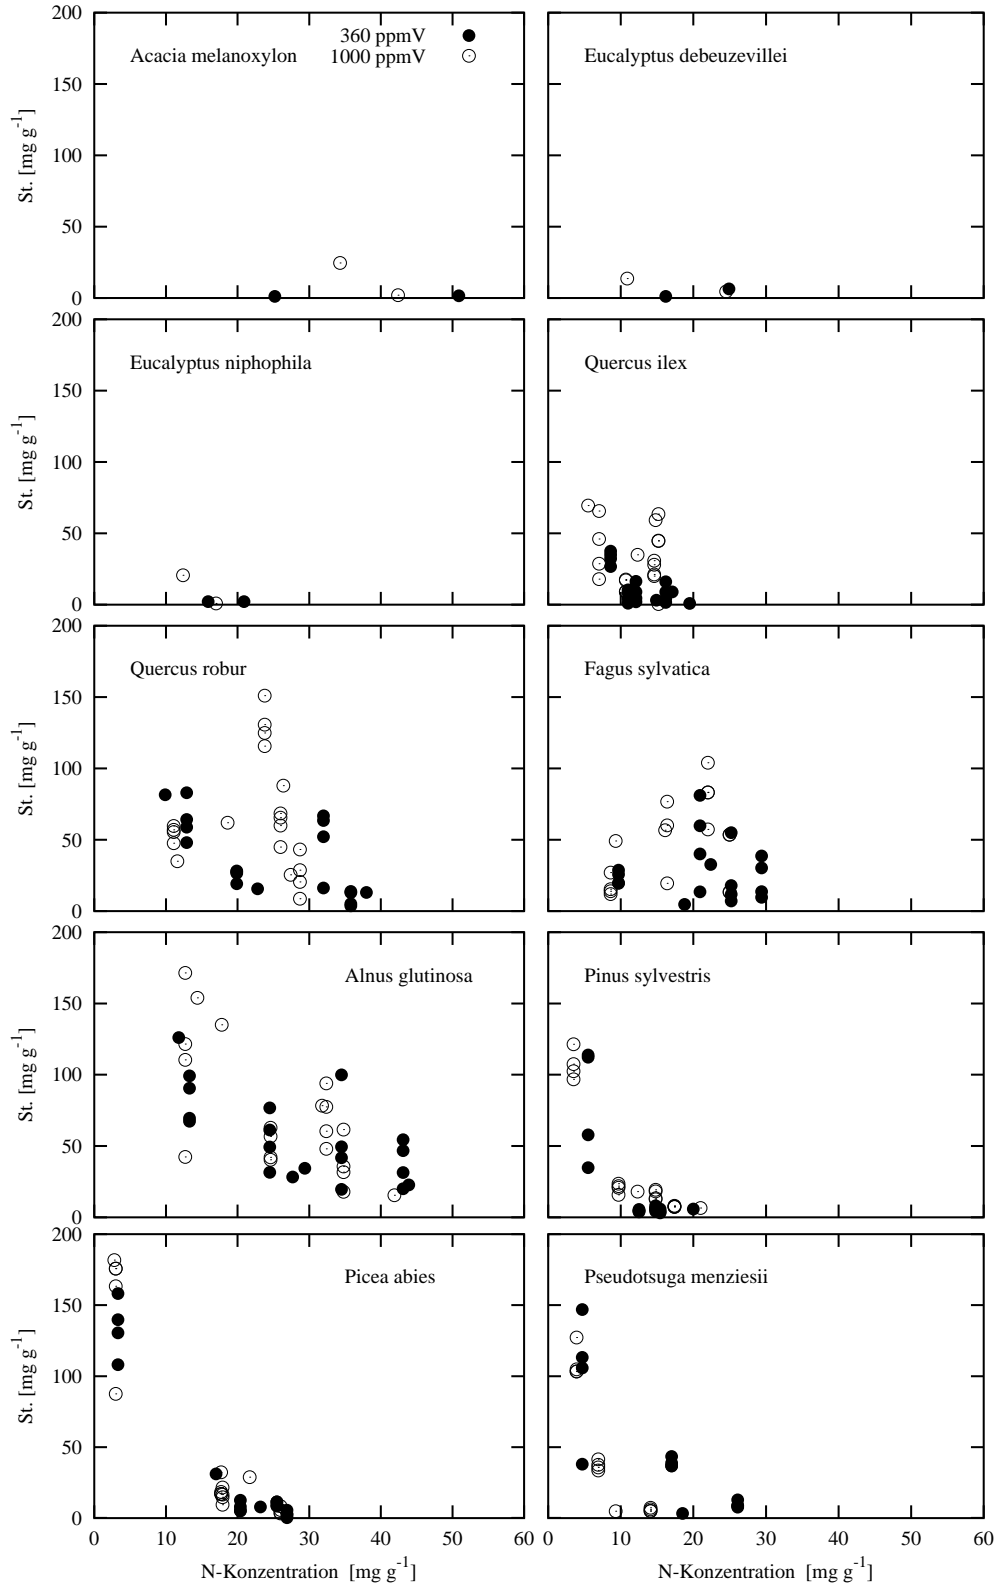 200
360 ppmV
1000 ppmV
Acacia melanoxylon
Eucalyptus debeuzevillei
150
100
50
0
St. [mg g-1]
200
Eucalyptus niphophila
Quercus ilex
150
100
50
0
St. [mg g-1]
200
Quercus robur
Fagus sylvatica
150
100
50
0
St. [mg g-1]
200
Alnus glutinosa
Pinus sylvestris
150
100
50
0
St. [mg g-1]
200
Picea abies
Pseudotsuga menziesii
150
100
50
0
St. [mg g-1]
0 10 20 30 40 50 60 0 10 20 30 40 50 60
N-Konzentration [mg g-1] N-Konzentration [mg g-1]